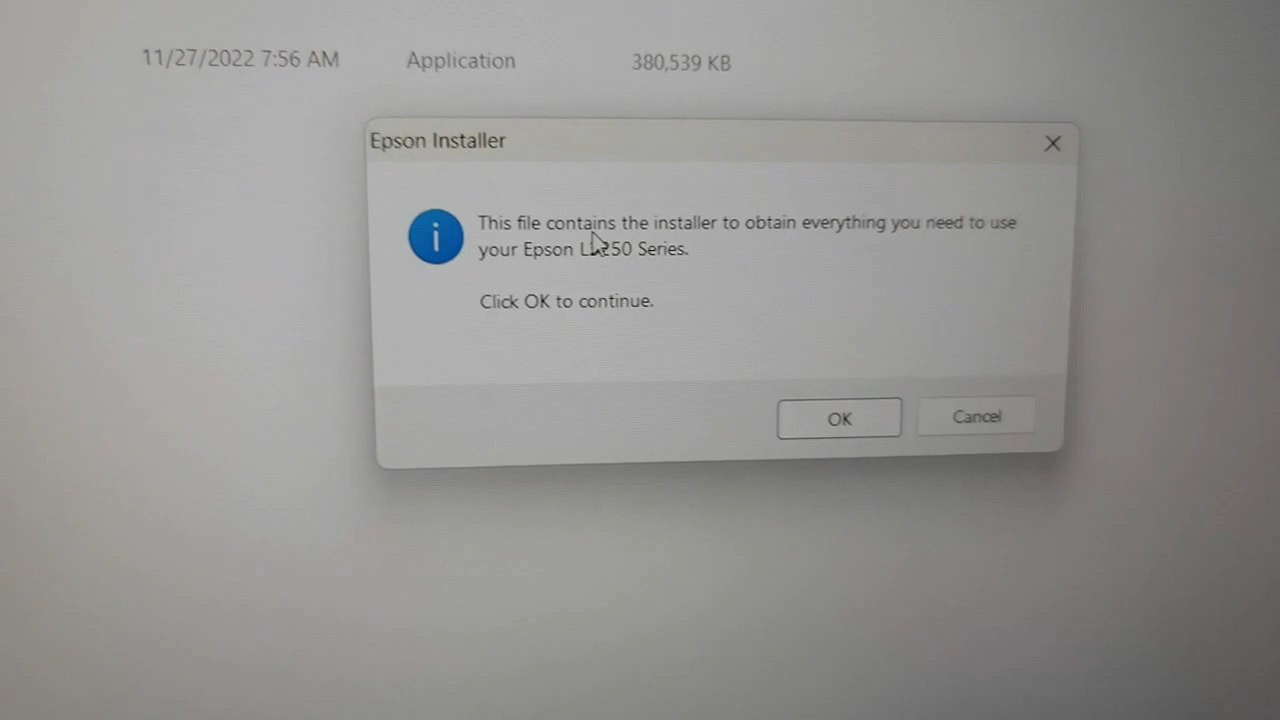 11/27/2022 7:56 AM Application 380,539 KB
Epson Installer
This file contains the installer to obtain everything you need to use
your Epson Series.
Click OK to continue.
OK Cancel